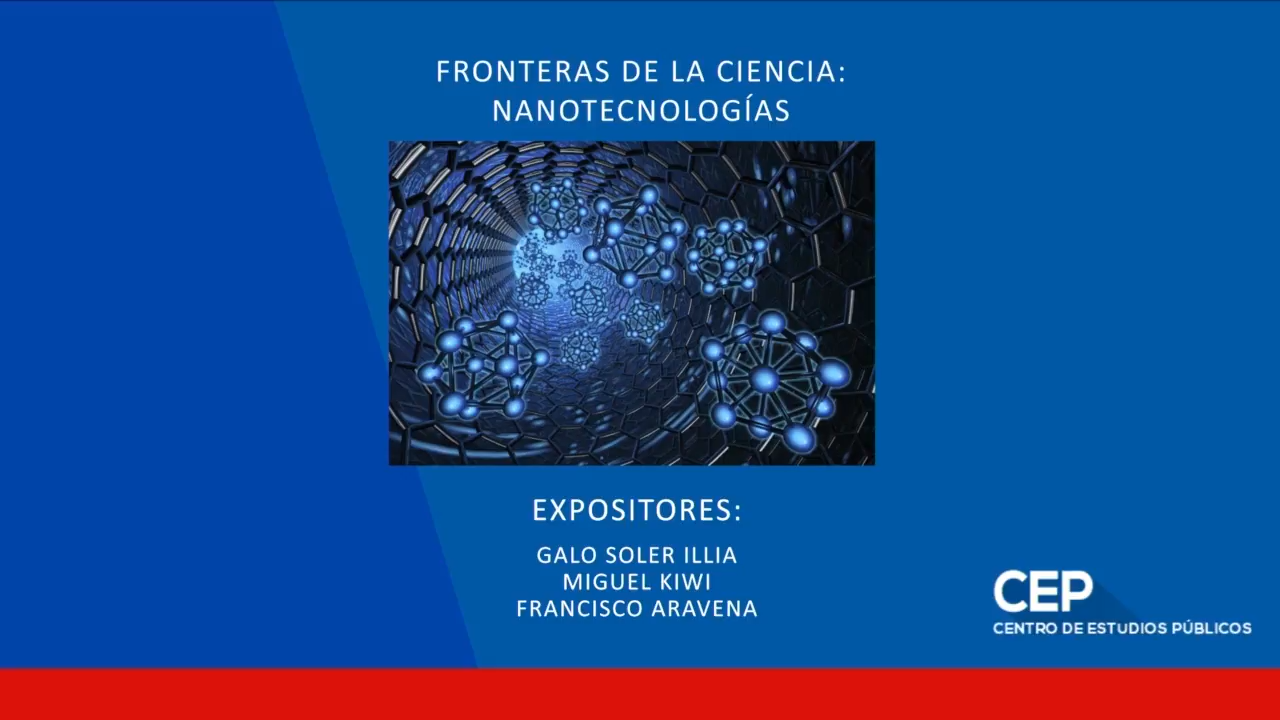 FRONTERAS DE LA CIENCIA:
NANOTECNOLOGÍAS
EXPOSITORES:
GALO SOLER ILLIA
MIGUEL KIWI
FRANCISCO ARAVENA
CEP
CENTRO DE ESTUDIOS PÚBLICOS